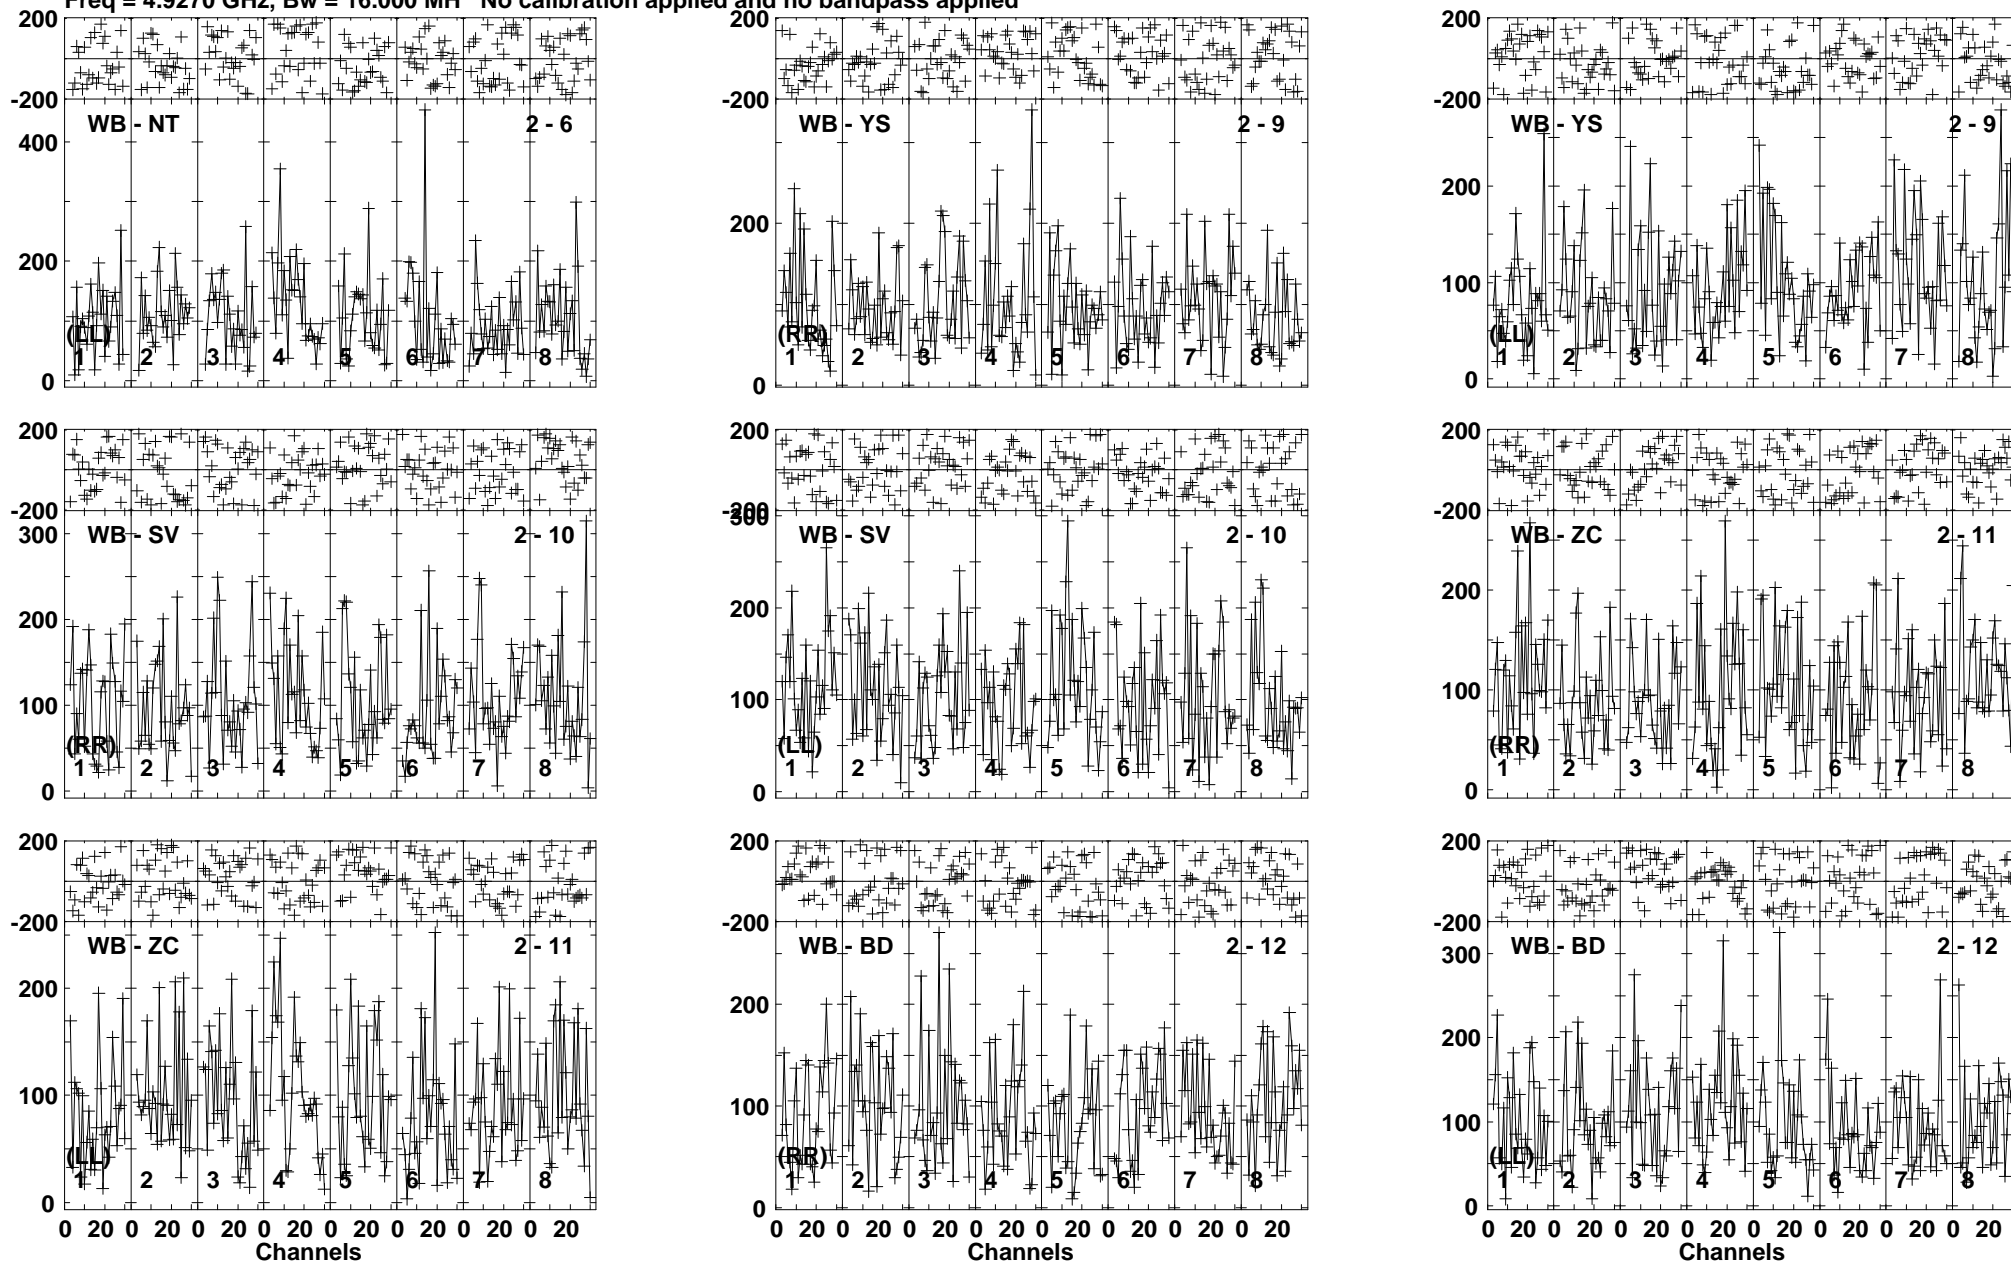 Freq = 4.9270 GHz, Bw = 16.000 MH No calibration applied and no bandpass applied
200 200 200
-200 -200 -200
WB - NT 2 - 6 WB - YS 2 - 9 WB - YS 2 - 9
400
200 200 200
100
(LL) (RR) (LL)
1 2 3 4 5 6 7 8 1 2 3 4 5 6 7 8 1 2 3 4 5 6 7 8
0 0 0
200 200 200
-200 -200 -200
WB - SV 2 - 10 WB - SV 2 - 10 WB - ZC 2 - 11
300 300
200 200 200
100 100 100
(RR) (LL) (RR)
1 2 3 4 5 6 7 8 1 2 3 4 5 6 7 8 1 2 3 4 5 6 7 8
0 0 0
200 200 200
-200 -200 -200
WB - ZC 2 - 11 WB - BD 2 - 12 WB - BD 2 - 12
300
200 200 200
100 100 100
(LL) (RR) (LL)
1 2 3 4 5 6 7 8 1 2 3 4 5 6 7 8 1 2 3 4 5 6 7 8
0 0 0
0 20 0 20 0 20 0 20 0 20 0 20 0 20 0 20 0 20 0 20 0 20 0 20 0 20 0 20 0 20 0 20 0 20 0 20 0 20 0 20 0 20 0 20 0 20 0 20
Channels Channels Channels